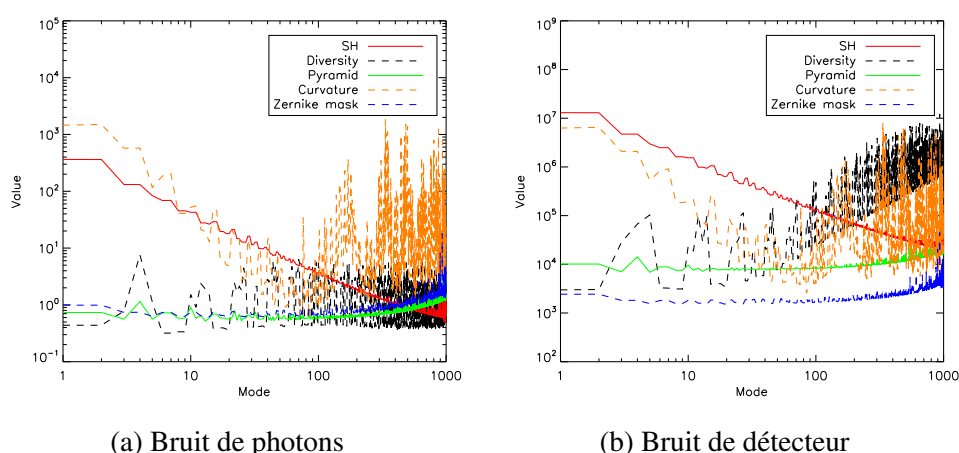 10^5
10^4
10^3
10^2
10^1
10^0
10^-1
Value
SH
Diversity
Pyramid
Curvature
Zernike mask
1
10
100
1000
Mode
(a) Bruit de photons
10^9
10^8
10^7
10^6
10^5
10^4
10^3
10^2
Value
SH
Diversity
Pyramid
Curvature
Zernike mask
1
10
100
1000
Mode
(b) Bruit de détecteur